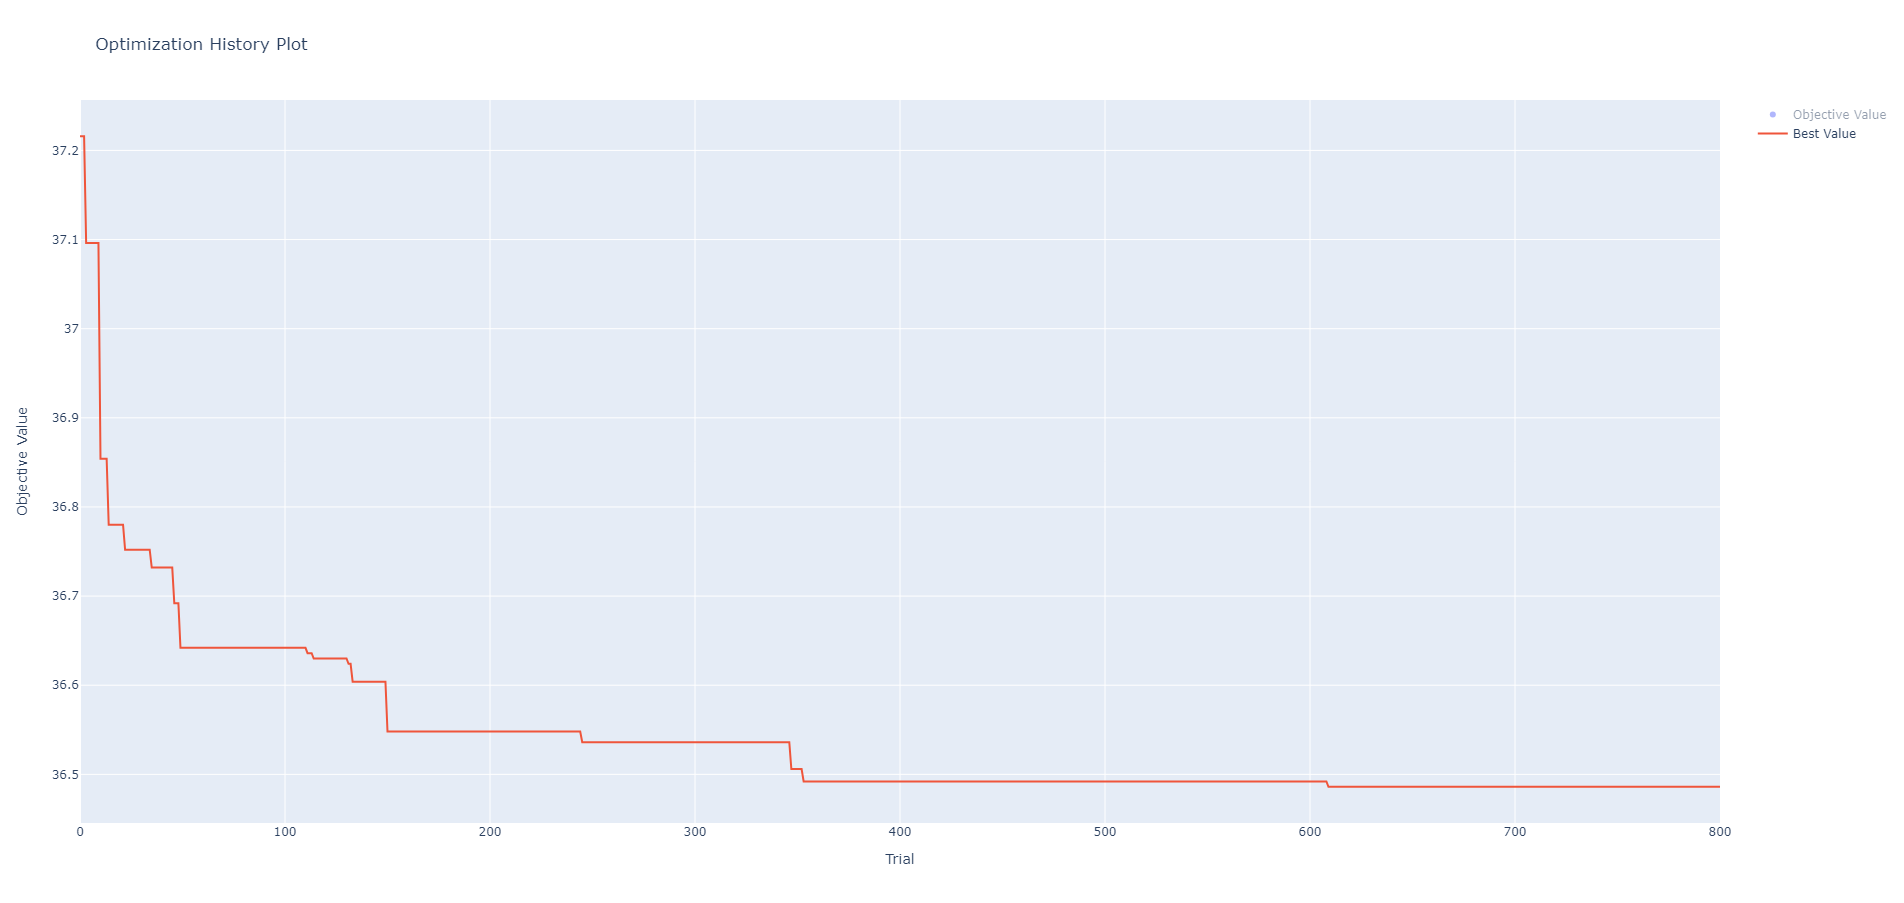 Optimization History Plot
Objective Value
Best Value
37.2
37.1
37
36.9
36.8
36.7
36.6
36.5
Objective Value
0 100 200 300 400 500 600 700 800
Trial